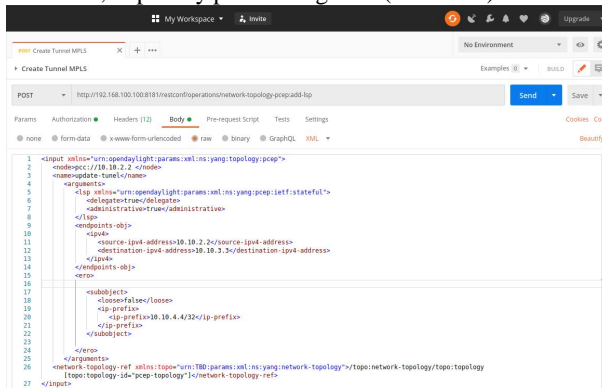 My Workspace Invite Upgrade
POST Create Tunnel MPLS No Environment
Create Tunnel MPLS Examples 0 BUILD
POST http://192.168.100.100:8181/restconf/operations/network-topology-pcep:add-lsp Send Save
Params Authorization Headers (12) Body Pre-request Script Tests Settings Cookies
none form-data x-www-form-urlencoded raw binary GraphQL XML Beautify
1 <input xmlns="urn:opendaylight:params:xml:ns:yang:topology:pcep">
2 <node>pcc://10.10.2.2 </node>
3 <name>update-tunel</name>
4 <arguments>
5 <lsp xmlns="urn:opendaylight:params:xml:ns:yang:pcep:ietf:stateful">
6 <delegate>true</delegate>
7 <administrative>true</administrative>
8 </lsp>
9 <endpoints-obj>
10 <ipv4>
11 <source-ipv4-address>10.10.2.2</source-ipv4-address>
12 <destination-ipv4-address>10.10.3.3</destination-ipv4-address>
13 </ipv4>
14 </endpoints-obj>
15 <ero>
16
17 <subobject>
18 <loose>false</loose>
19 <ip-prefix>
20 <ip-prefix>10.10.4.4/32</ip-prefix>
21 </ip-prefix>
22 </subobject>
23
24 </ero>
25 </arguments>
26 <network-topology-ref xmlns:topo="urn:TBD:params:xml:ns:yang:network-topology">/topo:network-topology/topo:topology
[topo:topology-id="pcep-topology"]</network-topology-ref>
27 </input>